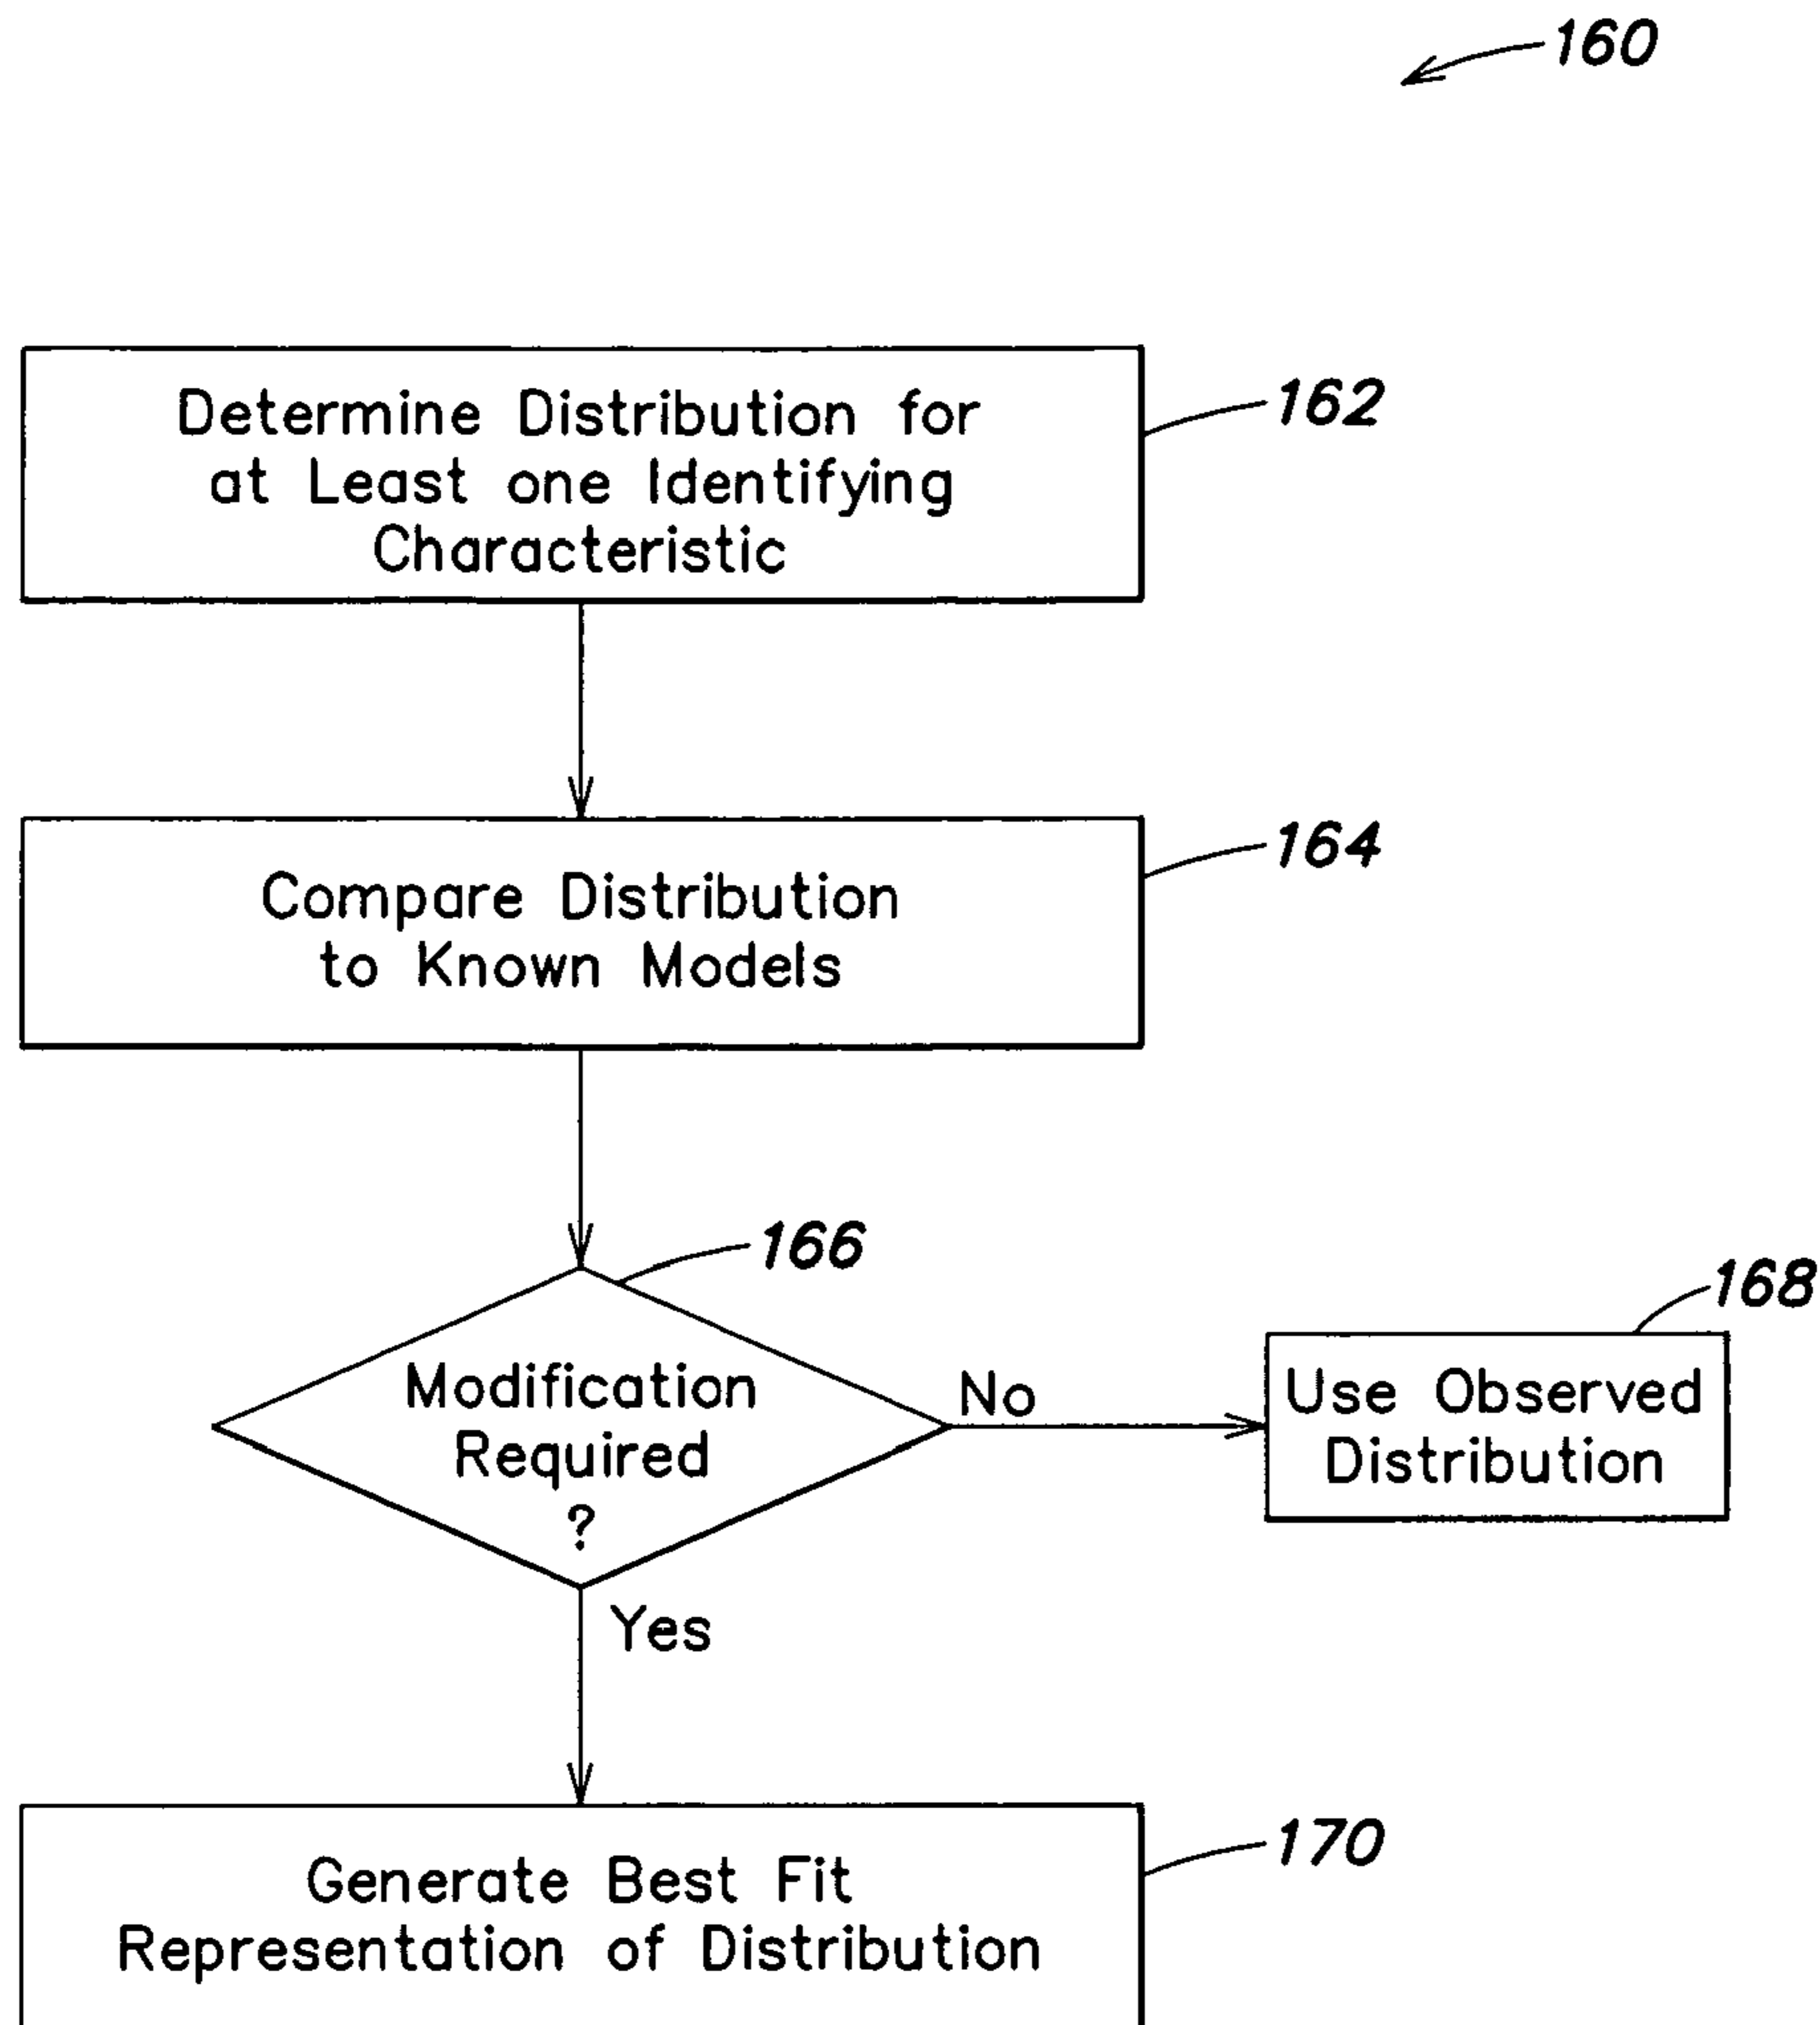 160
Determine Distribution for
at Least one Identifying
Characteristic
162
Compare Distribution
to Known Models
164
166
Modification
Required
?
No
168
Use Observed
Distribution
Yes
Generate Best Fit
Representation of Distribution
170